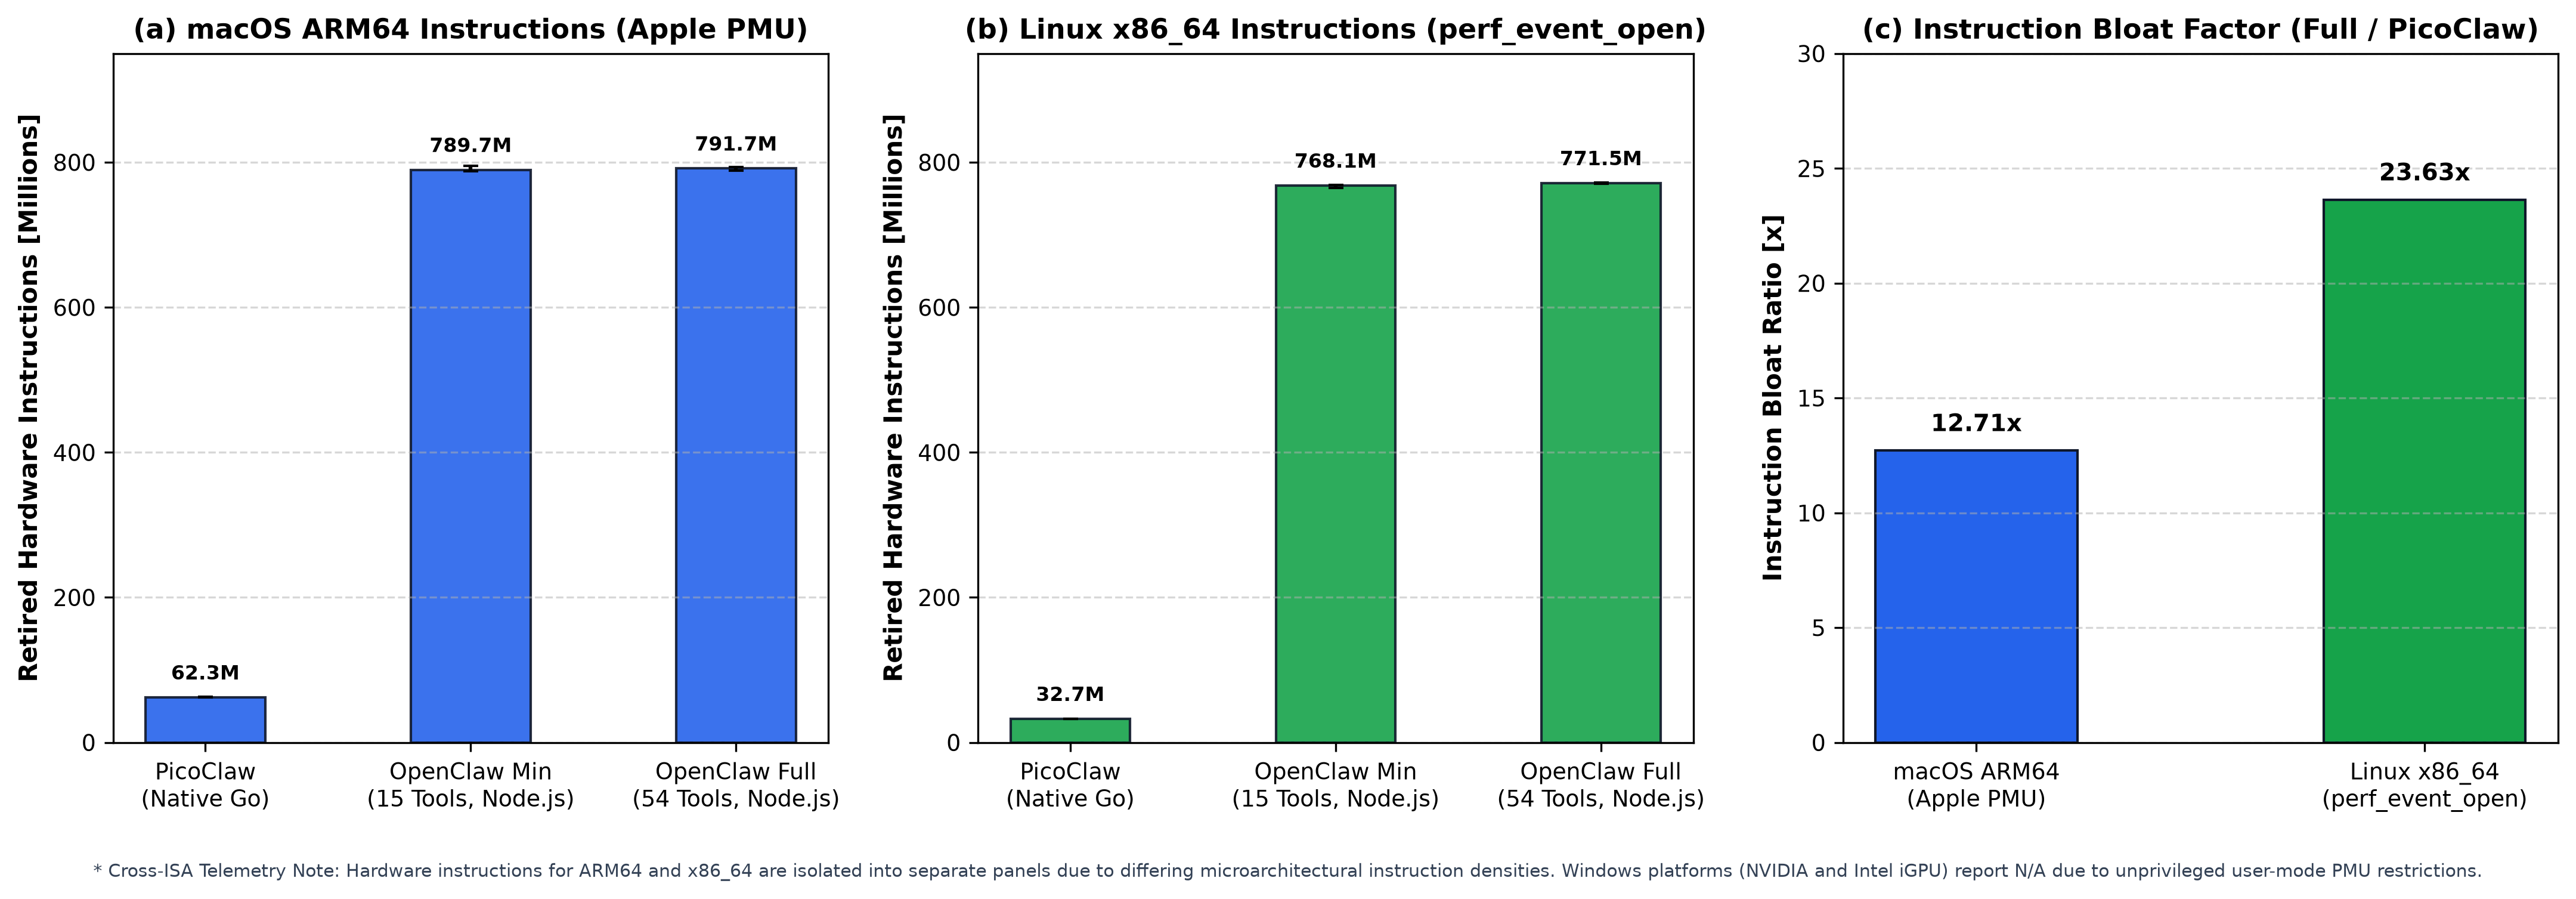 (a) macOS ARM64 Instructions (Apple PMU)
Retired Hardware Instructions [Millions]
800
600
400
200
0
62.3M
789.7M
791.7M
PicoClaw
(Native Go)
OpenClaw Min
(15 Tools, Node.js)
OpenClaw Full
(54 Tools, Node.js)
(b) Linux x86_64 Instructions (perf_event_open)
Retired Hardware Instructions [Millions]
800
600
400
200
0
32.7M
768.1M
771.5M
PicoClaw
(Native Go)
OpenClaw Min
(15 Tools, Node.js)
OpenClaw Full
(54 Tools, Node.js)
(c) Instruction Bloat Factor (Full / PicoClaw)
Instruction Bloat Ratio [x]
30
25
20
15
10
5
0
12.71x
23.63x
macOS ARM64
(Apple PMU)
Linux x86_64
(perf_event_open)
* Cross-ISA Telemetry Note: Hardware instructions for ARM64 and x86_64 are isolated into separate panels due to differing microarchitectural instruction densities. Windows platforms (NVIDIA and Intel iGPU) report N/A due to unprivileged user-mode PMU restrictions.